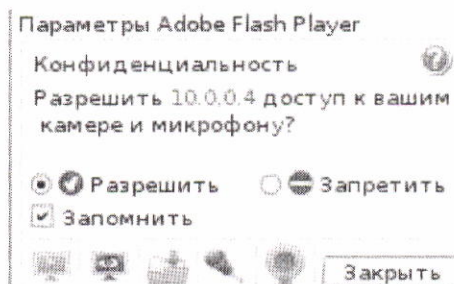 Параметры Adobe Flash Player
Конфиденциальность
Разрешить 10.0.0.4 доступ к вашим
камере и микрофону?
Разрешить Запретить
Запомнить
Закрыть